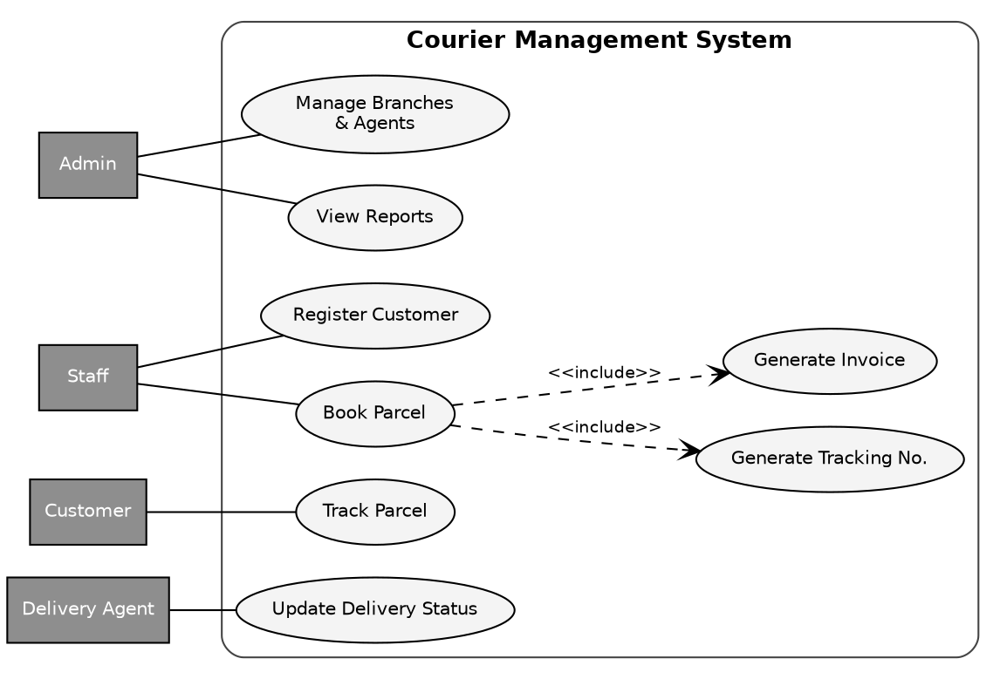 Courier Management System
Manage Branches
& Agents
Admin
View Reports
Register Customer
Staff
Book Parcel
<<include>>
Generate Invoice
<<include>>
Generate Tracking No.
Customer
Track Parcel
Delivery Agent
Update Delivery Status